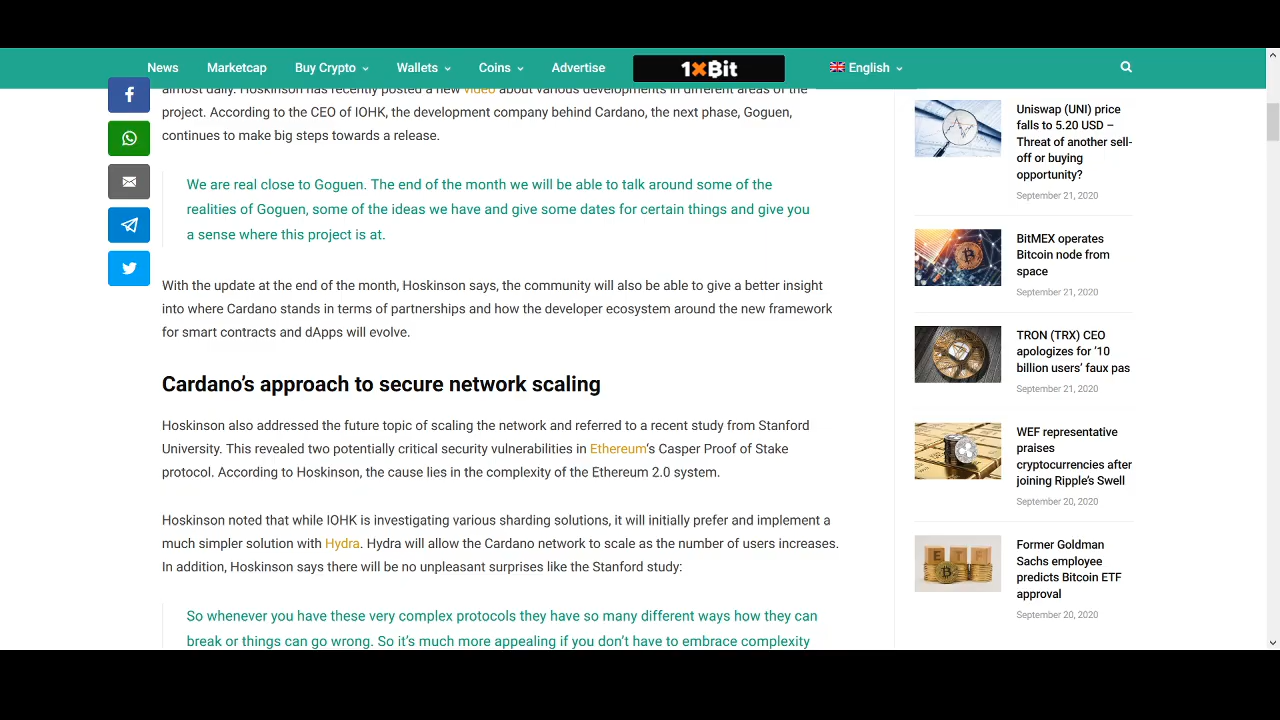 News
Marketcap
Buy Crypto
Wallets
Coins
Advertise
1xBit
English
almost daily. Hoskinson has recently posted a new video about various developments in different areas of the
project. According to the CEO of IOHK, the development company behind Cardano, the next phase, Goguen,
continues to make big steps towards a release.
We are real close to Goguen. The end of the month we will be able to talk around some of the
realities of Goguen, some of the ideas we have and give some dates for certain things and give you
a sense where this project is at.
With the update at the end of the month, Hoskinson says, the community will also be able to give a better insight
into where Cardano stands in terms of partnerships and how the developer ecosystem around the new framework
for smart contracts and dApps will evolve.
Cardano's approach to secure network scaling
Hoskinson also addressed the future topic of scaling the network and referred to a recent study from Stanford
University. This revealed two potentially critical security vulnerabilities in Ethereum's Casper Proof of Stake
protocol. According to Hoskinson, the cause lies in the complexity of the Ethereum 2.0 system.
Hoskinson noted that while IOHK is investigating various sharding solutions, it will initially prefer and implement a
much simpler solution with Hydra. Hydra will allow the Cardano network to scale as the number of users increases.
In addition, Hoskinson says there will be no unpleasant surprises like the Stanford study:
So whenever you have these very complex protocols they have so many different ways how they can
break or things can go wrong. So it's much more appealing if you don't have to embrace complexity
Uniswap (UNI) price
falls to 5.20 USD –
Threat of another sell-
off or buying
opportunity?
September 21, 2020
BitMEX operates
Bitcoin node from
space
September 21, 2020
TRON (TRX) CEO
apologizes for '10
billion users' faux pas
September 21, 2020
WEF representative
praises
cryptocurrencies after
joining Ripple's Swell
September 20, 2020
ETF
Former Goldman
Sachs employee
predicts Bitcoin ETF
approval
September 20, 2020